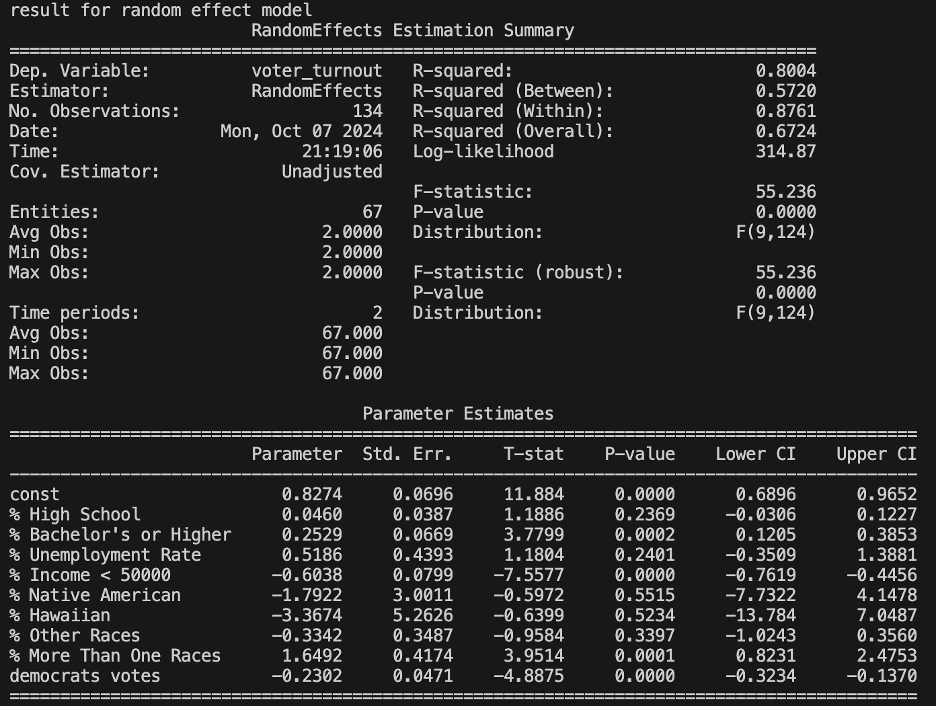 result for random effect model
RandomEffects Estimation Summary
================================================================================
Dep. Variable: voter_turnout R-squared: 0.8004
Estimator: RandomEffects R-squared (Between): 0.5720
No. Observations: 134 R-squared (Within): 0.8761
Date: Mon, Oct 07 2024 R-squared (Overall): 0.6724
Time: 21:19:06 Log-likelihood 314.87
Cov. Estimator: Unadjusted
F-statistic: 55.236
Entities: 67 P-value 0.0000
Avg Obs: 2.0000 Distribution: F(9,124)
Min Obs: 2.0000
Max Obs: 2.0000 F-statistic (robust): 55.236
P-value 0.0000
Time periods: 2 Distribution: F(9,124)
Avg Obs: 67.000
Min Obs: 67.000
Max Obs: 67.000
Parameter Estimates
==========================================================================================
Parameter Std. Err. T-stat P-value Lower CI Upper CI
------------------------------------------------------------------------------------------
const 0.8274 0.0696 11.884 0.0000 0.6896 0.9652
% High School 0.0460 0.0387 1.1886 0.2369 -0.0306 0.1227
% Bachelor's or Higher 0.2529 0.0669 3.7799 0.0002 0.1205 0.3853
% Unemployment Rate 0.5186 0.4393 1.1804 0.2401 -0.3509 1.3881
% Income < 50000 -0.6038 0.0799 -7.5577 0.0000 -0.7619 -0.4456
% Native American -1.7922 3.0011 -0.5972 0.5515 -7.7322 4.1478
% Hawaiian -3.3674 5.2626 -0.6399 0.5234 -13.784 7.0487
% Other Races -0.3342 0.3487 -0.9584 0.3397 -1.0243 0.3560
% More Than One Races 1.6492 0.4174 3.9514 0.0001 0.8231 2.4753
democrats votes -0.2302 0.0471 -4.8875 0.0000 -0.3234 -0.1370
==========================================================================================